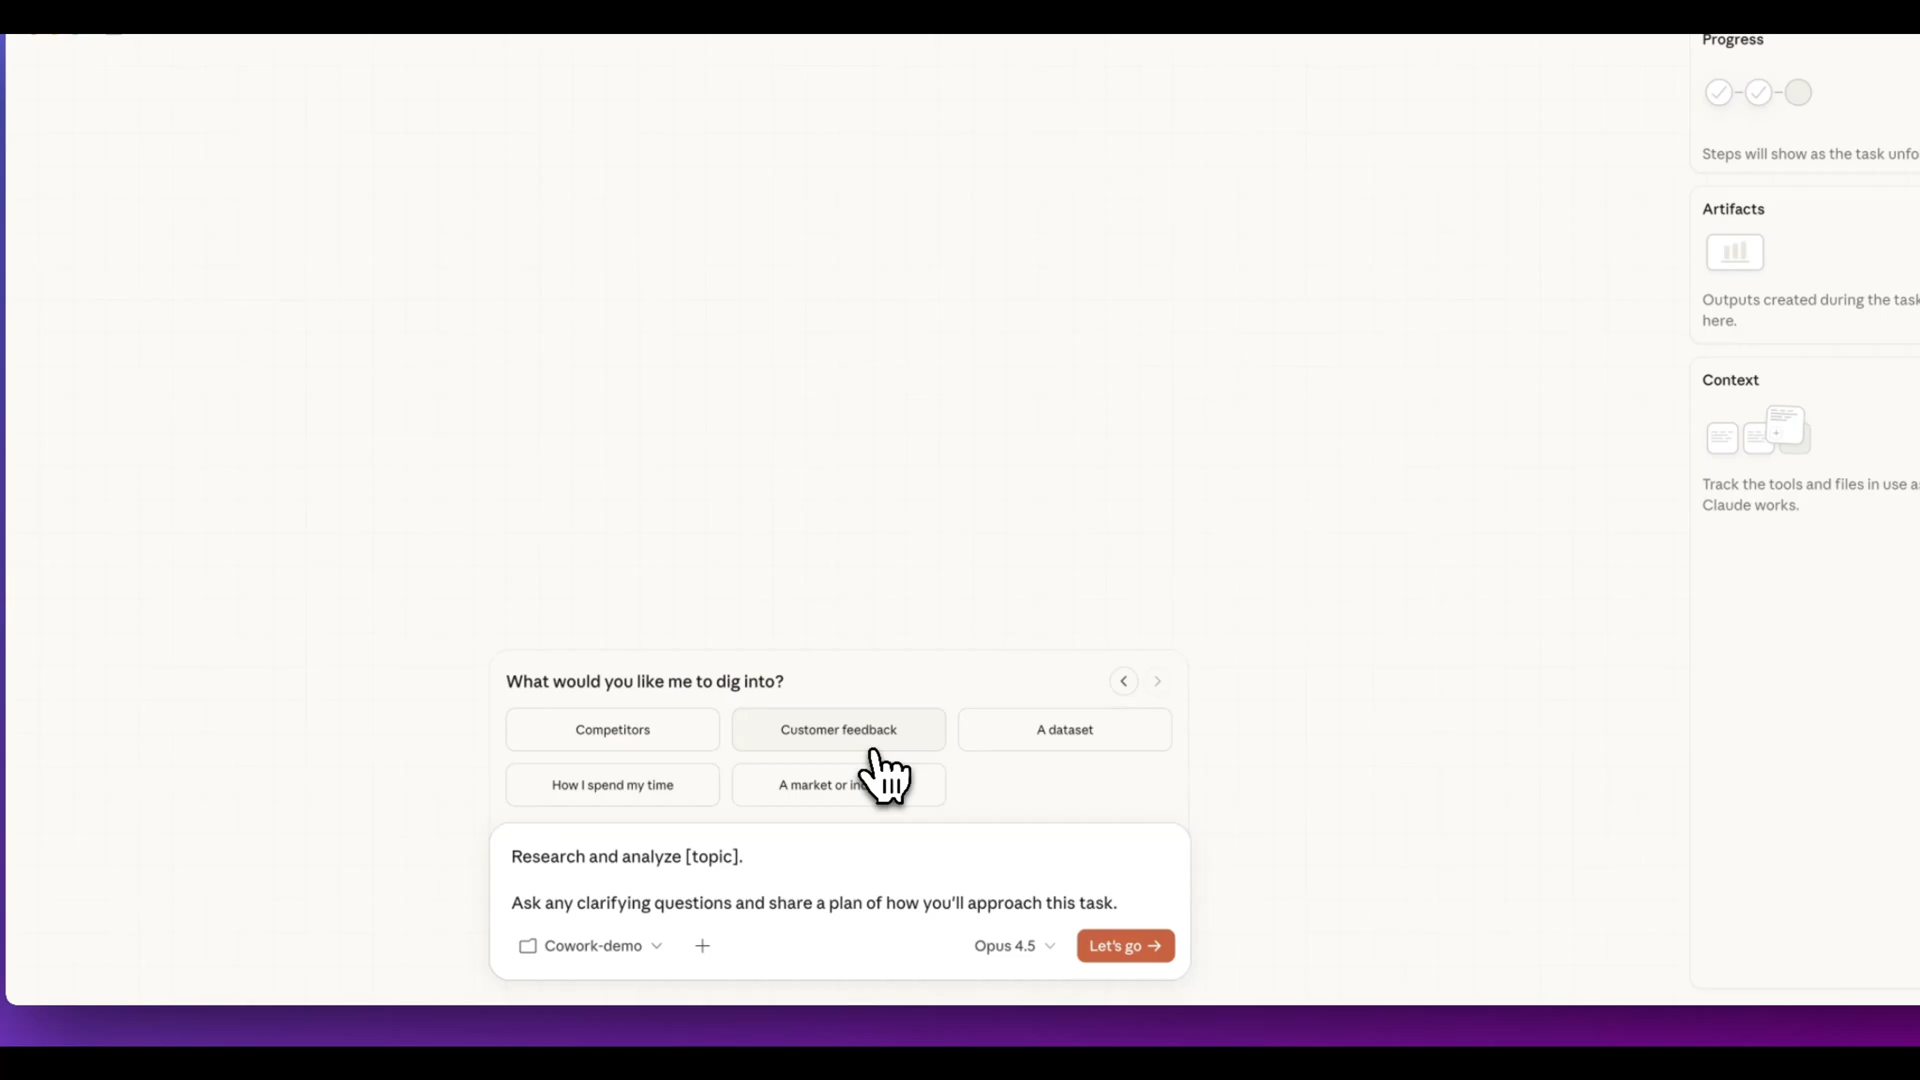 Progress
Steps will show as the task unfo
Artifacts
Outputs created during the task
here.
Context
Track the tools and files in use as
Claude works.
What would you like me to dig into?
Competitors
Customer feedback
A dataset
How I spend my time
A market or
Research and analyze [topic].
Ask any clarifying questions and share a plan of how you'll approach this task.
Cowork-demo
Opus 4.5
Let's go →